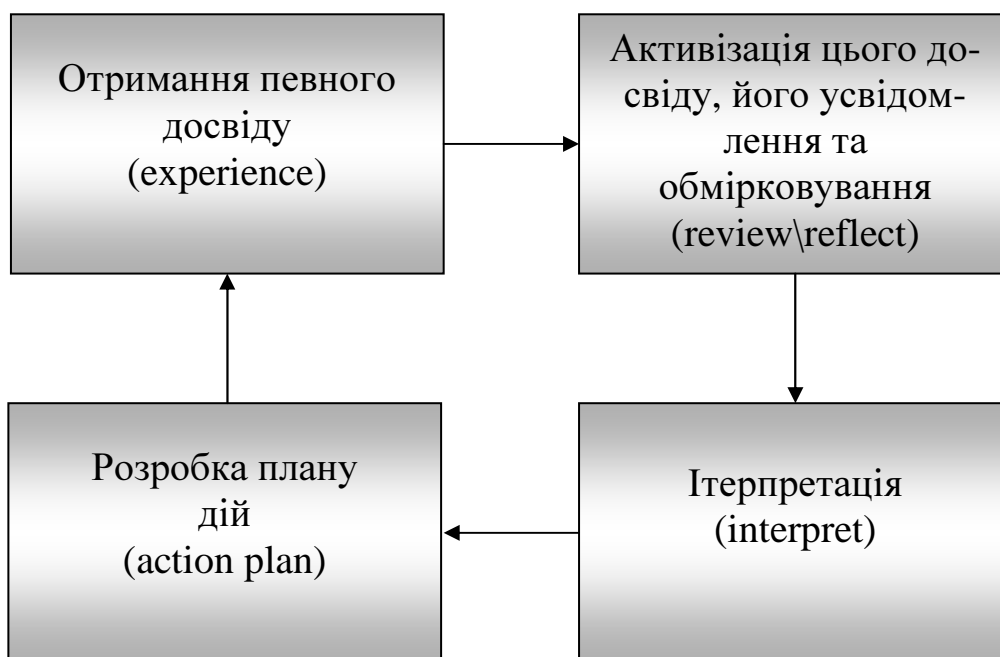 Отримання певного
досвіду
(experience)
Активізація цього до-
свіду, його усвідом-
лення та
обмірковування
(review\reflect)
Розробка плану
дій
(action plan)
Ітерпретація
(interpret)